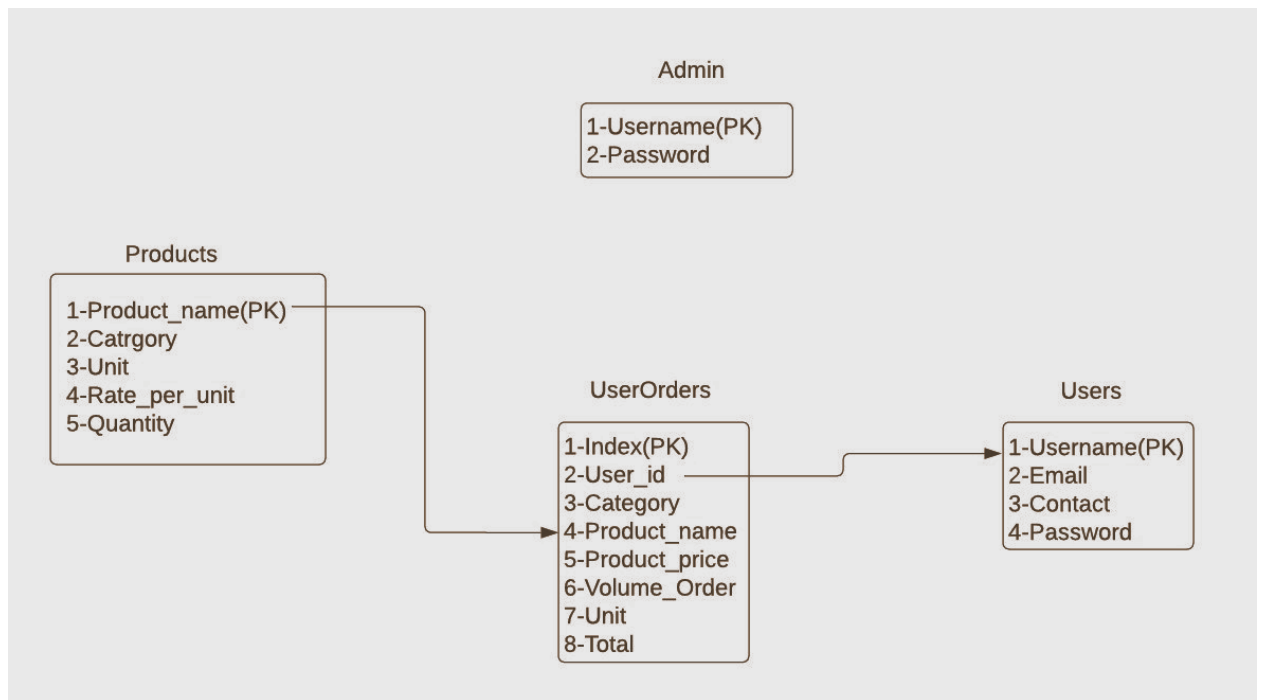 Admin
1-Username(PK)
2-Password
Products
1-Product_name(PK)
2-Catrgory
3-Unit
4-Rate_per_unit
5-Quantity
UserOrders
1-Index(PK)
2-User_id
3-Category
4-Product_name
5-Product_price
6-Volume_Order
7-Unit
8-Total
Users
1-Username(PK)
2-Email
3-Contact
4-Password